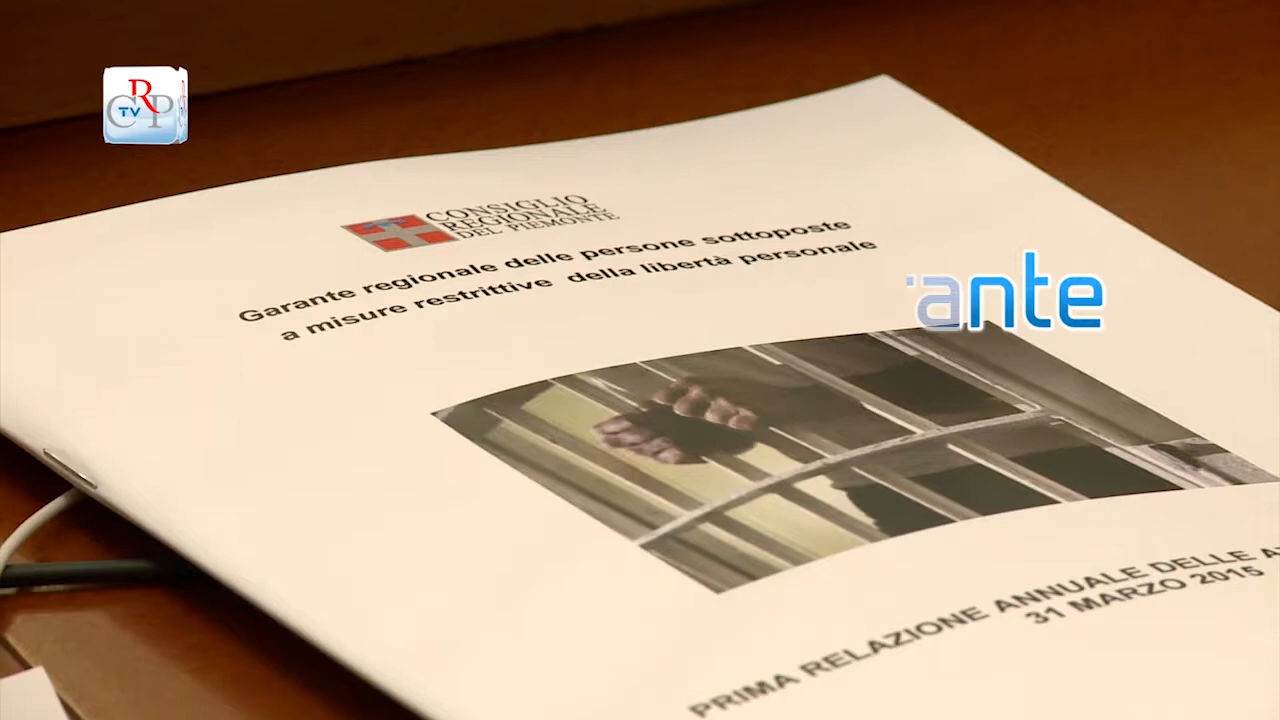 CRP
TV
CONSIGLIO
REGIONALE
DEL PIEMONTE
Garante regionale delle persone sottoposte
a misure restrittive della libertà personale
ante
PRIMA RELAZIONE ANNUALE DELLE
31 MARZO 2015